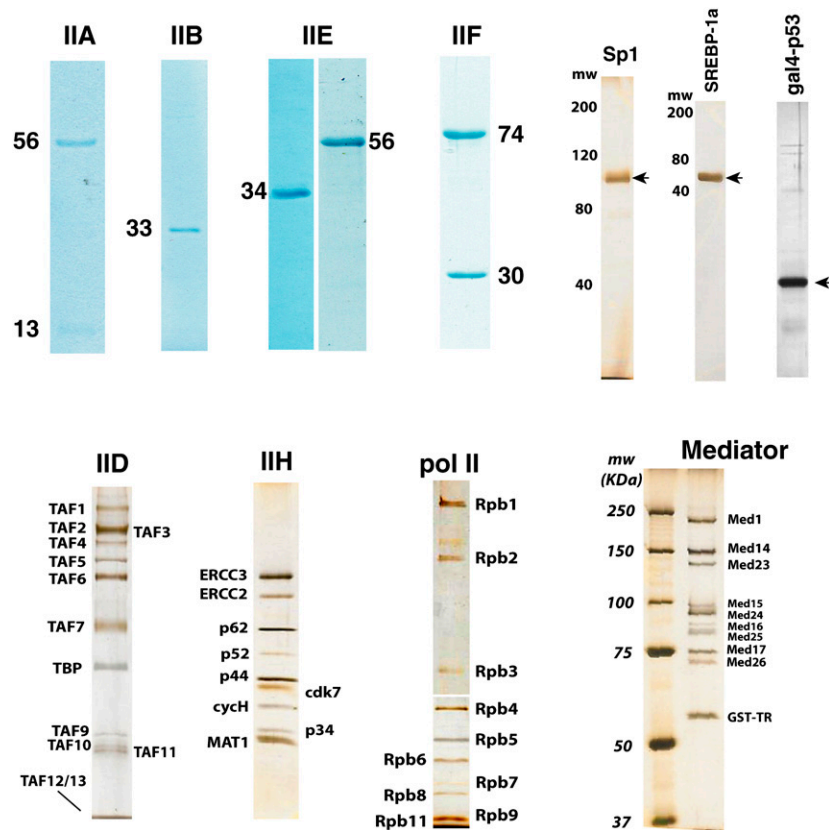 IIA
56
13
IIB
33
IIE
34
56
IIF
74
30
Sp1
mw
200
120
80
40
SREBP-1a
mw
200
80
40
gal4-p53
IID
TAF1
TAF2
TAF3
TAF4
TAF5
TAF6
TAF7
TBP
TAF9
TAF10
TAF11
TAF12/13
IIH
ERCC3
ERCC2
p62
p52
p44
cdk7
cycH
p34
MAT1
pol II
Rpb1
Rpb2
Rpb3
Rpb4
Rpb5
Rpb6
Rpb7
Rpb8
Rpb11
Rpb9
Mediator
mw
(KDa)
250
150
100
75
50
37
Med1
Med14
Med23
Med15
Med24
Med16
Med25
Med17
Med26
GST-TR